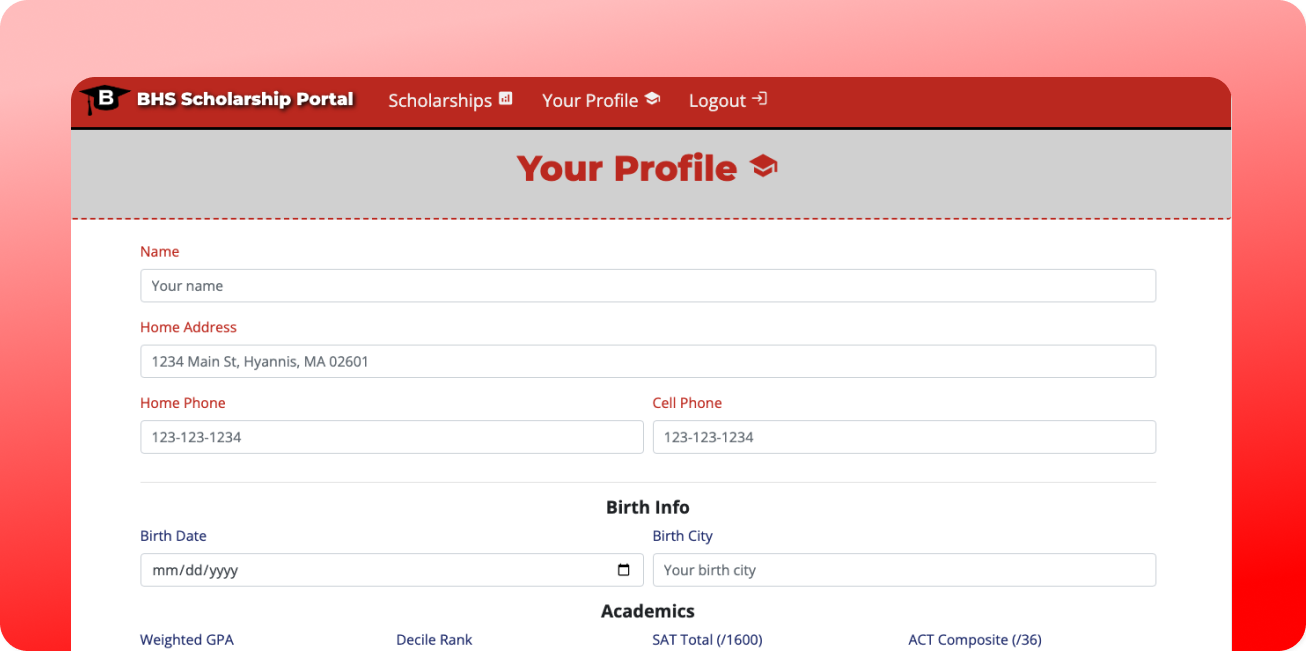 B BHS Scholarship Portal Scholarships Your Profile Logout
Your Profile
Name
Your name
Home Address
1234 Main St, Hyannis, MA 02601
Home Phone Cell Phone
123-123-1234 123-123-1234
Birth Info
Birth Date Birth City
mm/dd/yyyy Your birth city
Academics
Weighted GPA Decile Rank SAT Total (/1600) ACT Composite (/36)